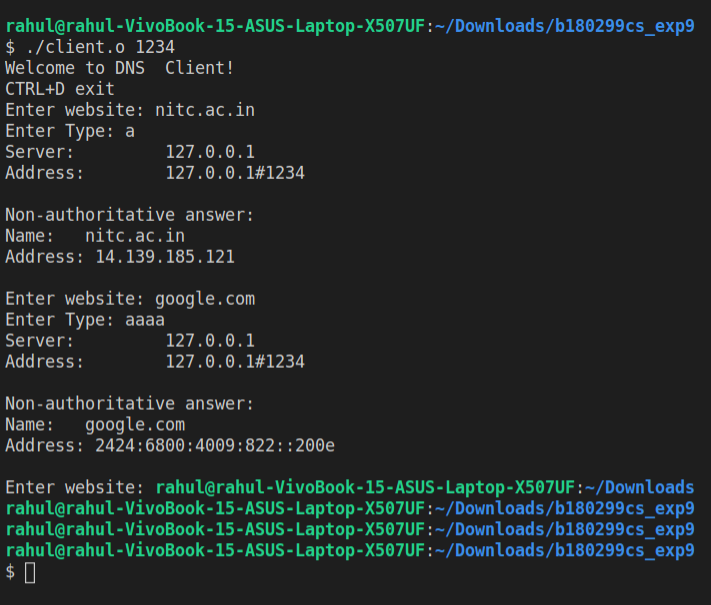 rahul@rahul-VivoBook-15-ASUS-Laptop-X507UF:~/Downloads/b180299cs_exp9
$ ./client.o 1234
Welcome to DNS  Client!
CTRL+D exit
Enter website: nitc.ac.in
Enter Type: a
Server:         127.0.0.1
Address:        127.0.0.1#1234

Non-authoritative answer:
Name:   nitc.ac.in
Address: 14.139.185.121

Enter website: google.com
Enter Type: aaaa
Server:         127.0.0.1
Address:        127.0.0.1#1234

Non-authoritative answer:
Name:   google.com
Address: 2424:6800:4009:822::200e

Enter website: rahul@rahul-VivoBook-15-ASUS-Laptop-X507UF:~/Downloads
rahul@rahul-VivoBook-15-ASUS-Laptop-X507UF:~/Downloads/b180299cs_exp9
rahul@rahul-VivoBook-15-ASUS-Laptop-X507UF:~/Downloads/b180299cs_exp9
rahul@rahul-VivoBook-15-ASUS-Laptop-X507UF:~/Downloads/b180299cs_exp9
$